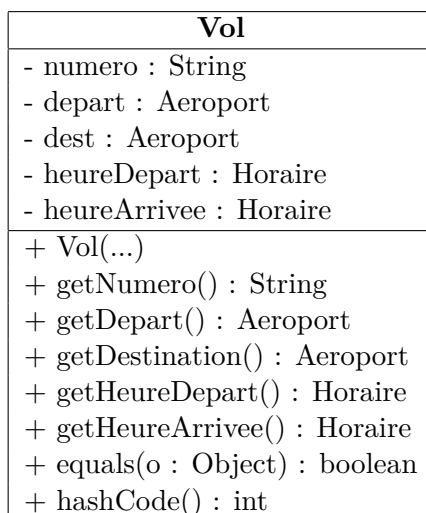 Vol
- numero : String
- depart : Aeroport
- dest : Aeroport
- heureDepart : Horaire
- heureArrivee : Horaire
+ Vol(...)
+ getNumero() : String
+ getDepart() : Aeroport
+ getDestination() : Aeroport
+ getHeureDepart() : Horaire
+ getHeureArrivee() : Horaire
+ equals(o : Object) : boolean
+ hashCode() : int